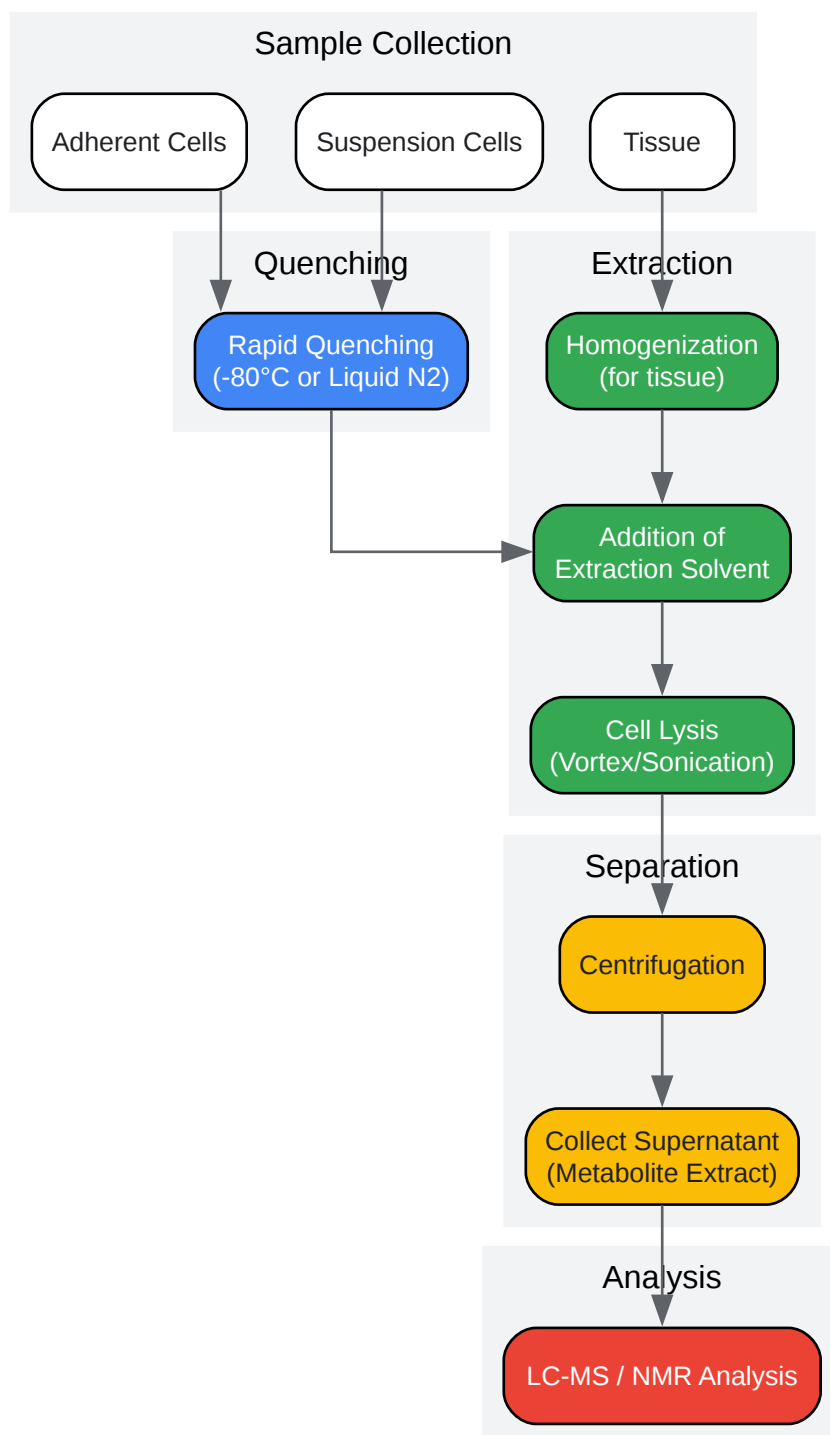 Sample Collection
Adherent Cells
Suspension Cells
Tissue
Quenching
Extraction
Rapid Quenching
(-80°C or Liquid N2)
Homogenization
(for tissue)
Addition of
Extraction Solvent
Cell Lysis
(Vortex/Sonication)
Separation
Centrifugation
Collect Supernatant
(Metabolite Extract)
Analysis
LC-MS / NMR Analysis